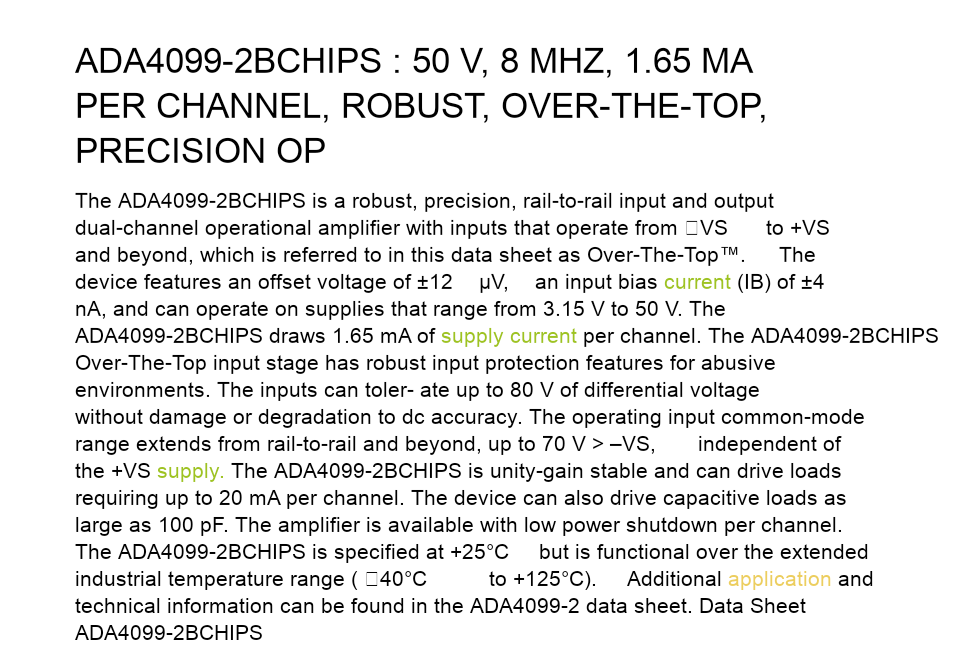 ADA4099-2BCHIPS : 50 V, 8 MHZ, 1.65 MA
PER CHANNEL, ROBUST, OVER-THE-TOP,
PRECISION OP
The ADA4099-2BCHIPS is a robust, precision, rail-to-rail input and output
dual-channel operational amplifier with inputs that operate from □VS to +VS
and beyond, which is referred to in this data sheet as Over-The-Top™. The
device features an offset voltage of ±12 μV, an input bias current (IB) of ±4
nA, and can operate on supplies that range from 3.15 V to 50 V. The
ADA4099-2BCHIPS draws 1.65 mA of supply current per channel. The ADA4099-2BCHIPS
Over-The-Top input stage has robust input protection features for abusive
environments. The inputs can toler- ate up to 80 V of differential voltage
without damage or degradation to dc accuracy. The operating input common-mode
range extends from rail-to-rail and beyond, up to 70 V > –VS, independent of
the +VS supply. The ADA4099-2BCHIPS is unity-gain stable and can drive loads
requiring up to 20 mA per channel. The device can also drive capacitive loads as
large as 100 pF. The amplifier is available with low power shutdown per channel.
The ADA4099-2BCHIPS is specified at +25°C but is functional over the extended
industrial temperature range ( □40°C to +125°C). Additional application and
technical information can be found in the ADA4099-2 data sheet. Data Sheet
ADA4099-2BCHIPS